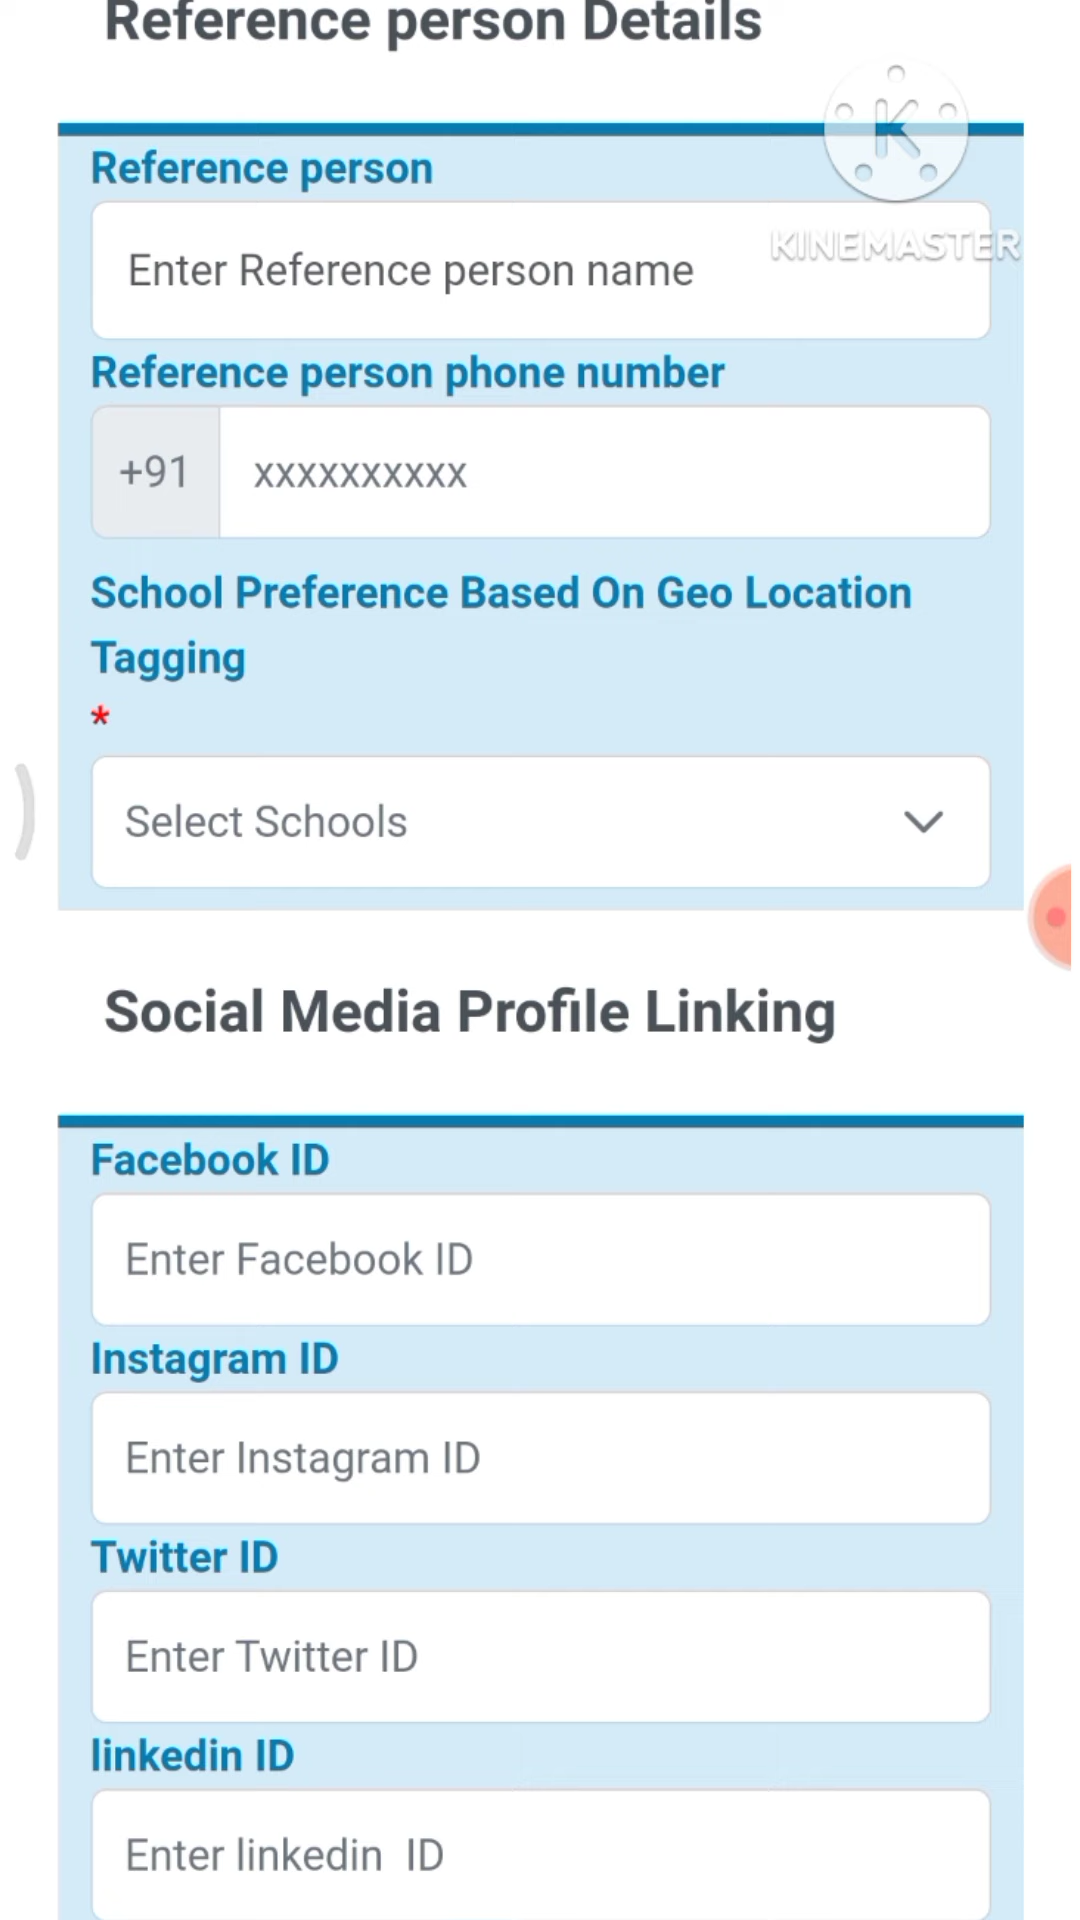 Reference person Details
K
KINEMASTER
Reference person
Enter Reference person name
Reference person phone number
+91 xxxxxxxxxx
School Preference Based On Geo Location
Tagging
*
Select Schools
Social Media Profile Linking
Facebook ID
Enter Facebook ID
Instagram ID
Enter Instagram ID
Twitter ID
Enter Twitter ID
linkedin ID
Enter linkedin  ID